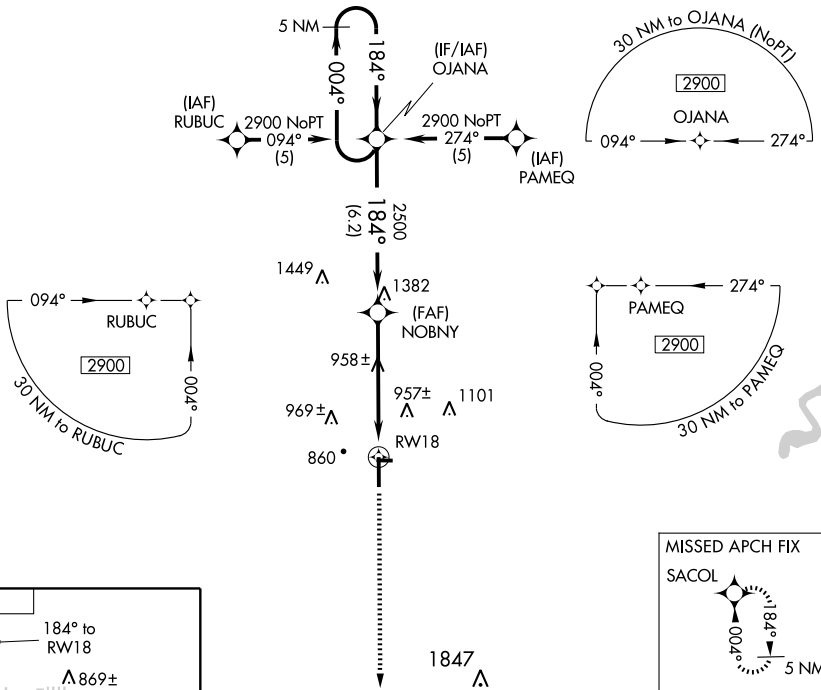 5 NM
004°
184°
(IF/IAF)
OJANA
(IAF)
RUBUC
2900 NoPT
094°
(5)
2900 NoPT
274°
(5)
(IAF)
PAMEQ
30 NM to OJANA (NoPT)
2900
OJANA
094°
274°
2500
184°
(6.2)
1449
1382
(FAF)
NOBNY
094°
RUBUC
2900
004°
30 NM to RUBUC
PAMEQ
274°
2900
004°
30 NM to PAMEQ
958±
969±
957±
1101
860
RW18
MISSED APCH FIX
SACOL
184°
004°
5 NM
184° to
RW18
869±
1847